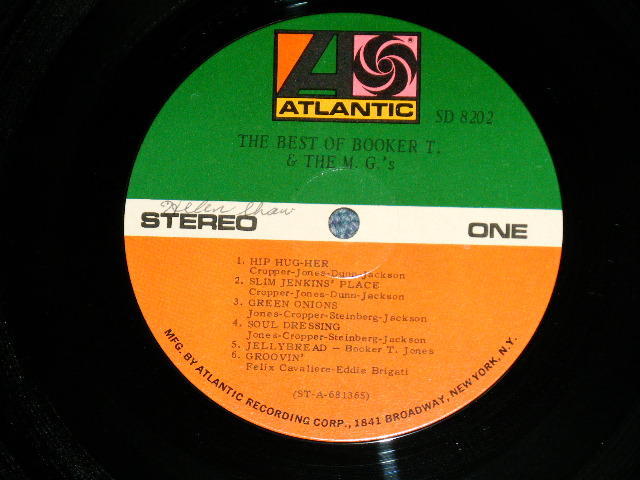 ATLANTIC
®
SD 8202
THE BEST OF BOOKER T.
& THE M. G.'s
Helen Shaw
STEREO
ONE
1. HIP HUG-HER
Cropper-Jones-Dunn-Jackson
2. SLIM JENKINS' PLACE
Cropper-Jones-Dunn-Jackson
3. GREEN ONIONS
Jones-Cropper-Steinberg-Jackson
4. SOUL DRESSING
Jones-Cropper-Steinberg-Jackson
5. JELLYBREAD — Booker T. Jones
6. GROOVIN'
Felix Cavaliere-Eddie Brigati
(ST-A-681365)
MFG. BY ATLANTIC RECORDING CORP., 1841 BROADWAY, NEW YORK, N.Y.